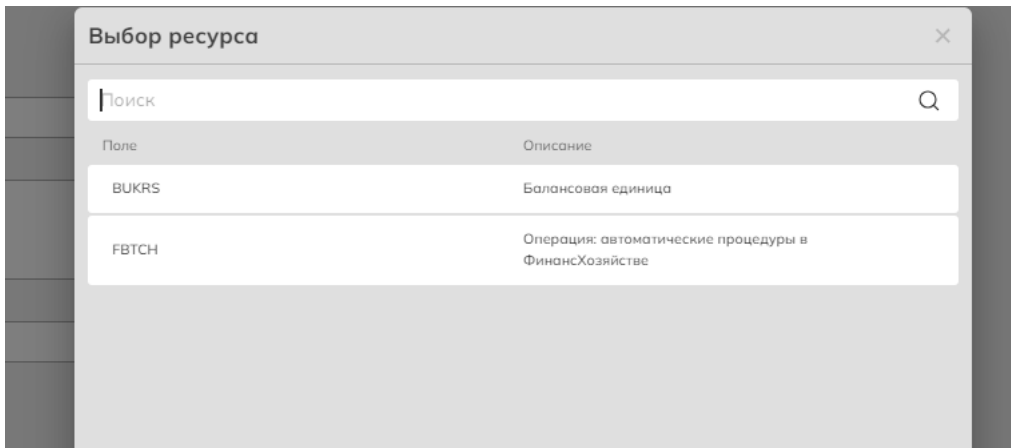 Выбор ресурса
Поиск
Поле Описание
BUKRS Балансовая единица
FBTCH Операция: автоматические процедуры в
ФинансХозяйстве